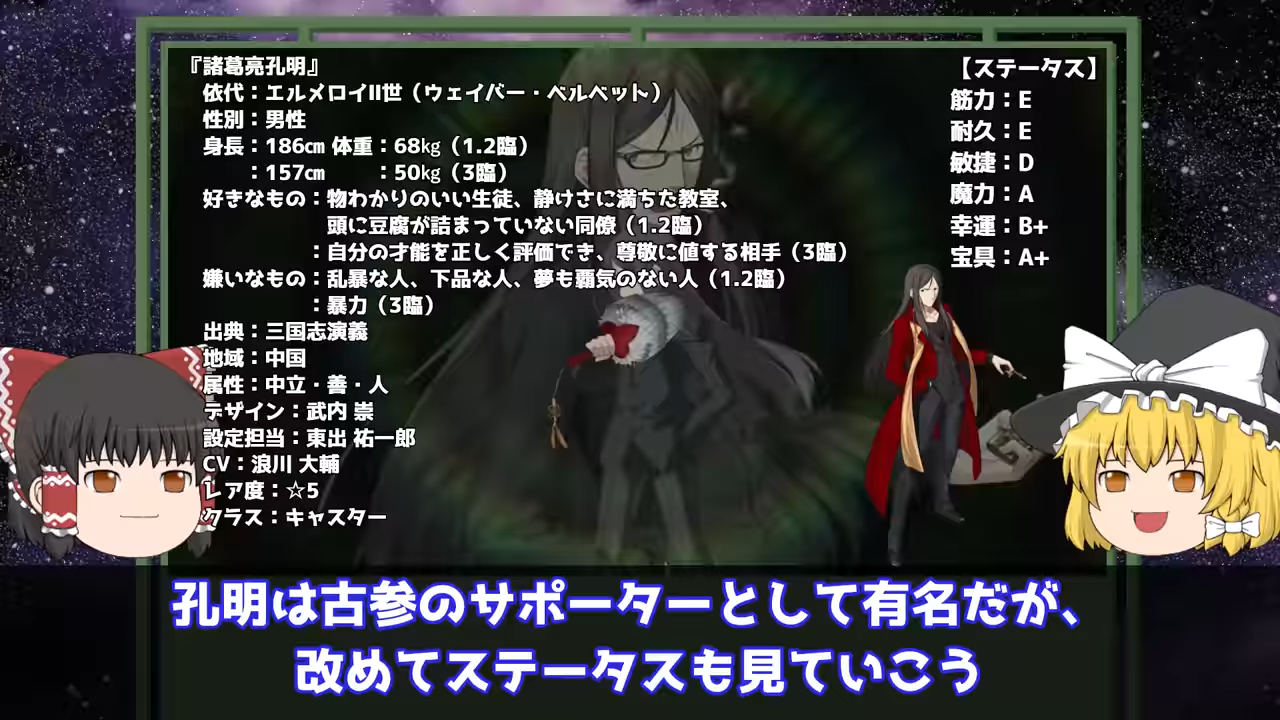 『諸葛亮孔明』
依代：エルメロイII世（ウェイバー・ベルベット）
性別：男性
身長：186㎝ 体重：68㎏（1.2臨）
：157㎝ ：50㎏（3臨）
好きなもの：物わかりのいい生徒、静けさに満ちた教室、
頭に豆腐が詰まっていない同僚（1.2臨）
：自分の才能を正しく評価でき、尊敬に値する相手（3臨）
嫌いなもの：乱暴な人、下品な人、夢も覇気のない人（1.2臨）
：暴力（3臨）
出典：三国志演義
地域：中国
属性：中立・善・人
デザイン：武内 崇
設定担当：東出 祐一郎
CV：浪川 大輔
レア度：☆5
クラス：キャスター
【ステータス】
筋力：E
耐久：E
敏捷：D
魔力：A
幸運：B+
宝具：A+
孔明は古参のサポーターとして有名だが、
改めてステータスも見ていこう